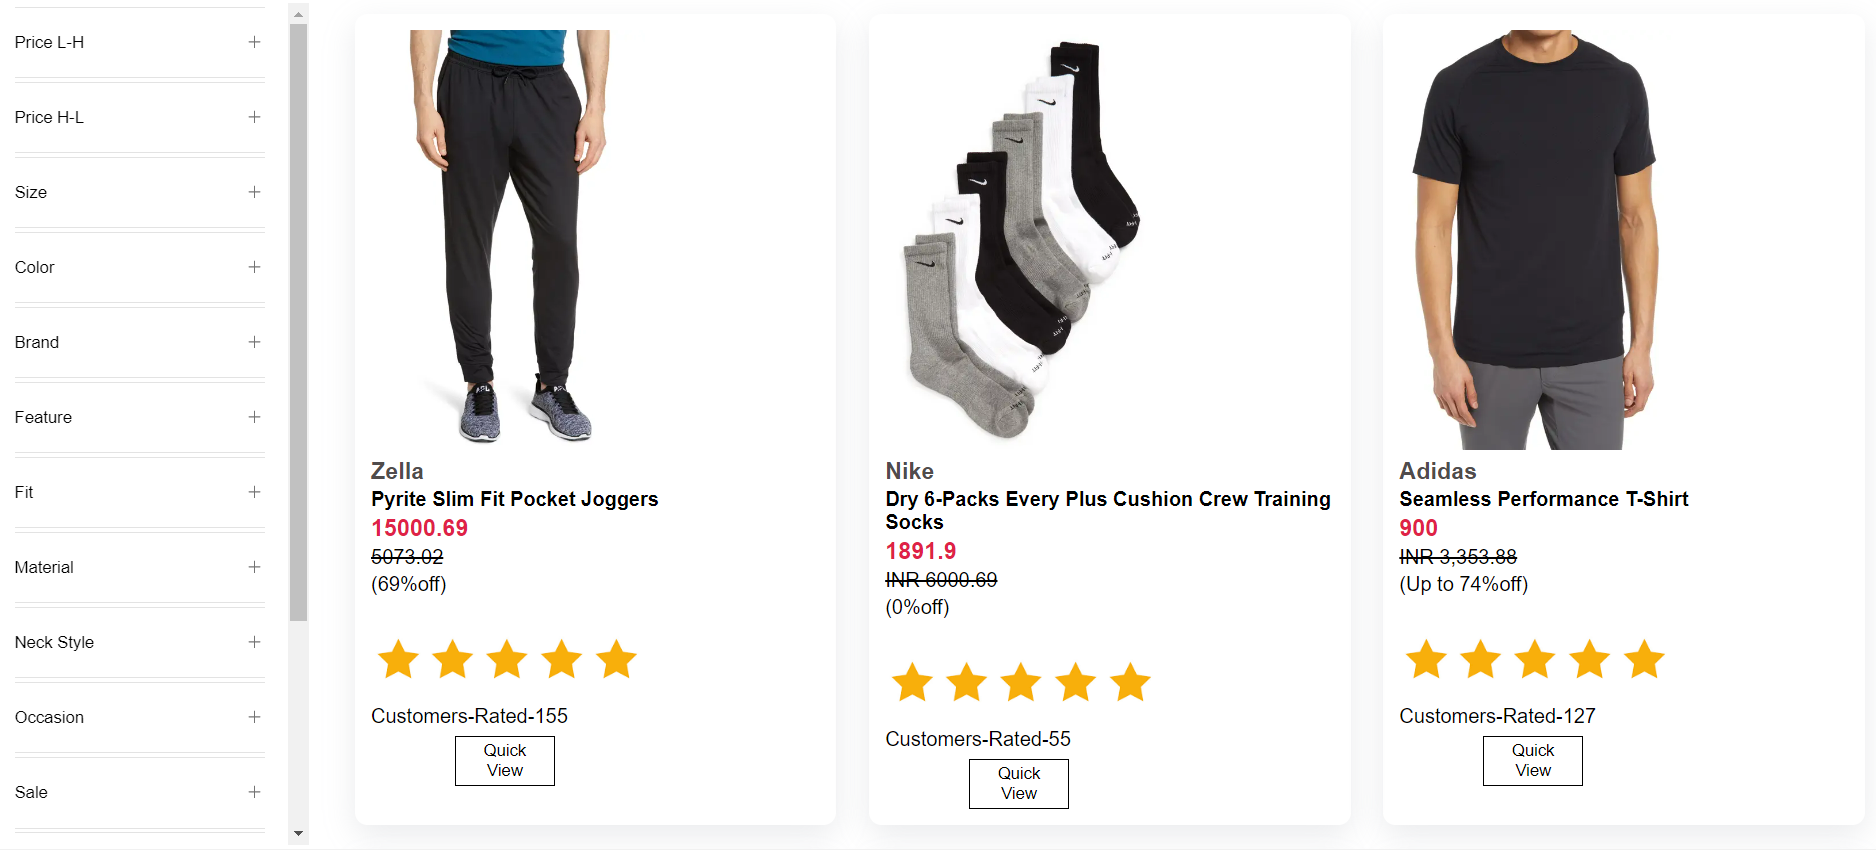 Price L-H
Price H-L
Size
Color
Brand
Feature
Fit
Material
Neck Style
Occasion
Sale
Zella
Pyrite Slim Fit Pocket Joggers
15000.69
5073.02
(69%off)
Customers-Rated-155
Quick
View
Nike
Dry 6-Packs Every Plus Cushion Crew Training
Socks
1891.9
INR 6000.69
(0%off)
Customers-Rated-55
Quick
View
Adidas
Seamless Performance T-Shirt
900
INR 3,353.88
(Up to 74%off)
Customers-Rated-127
Quick
View